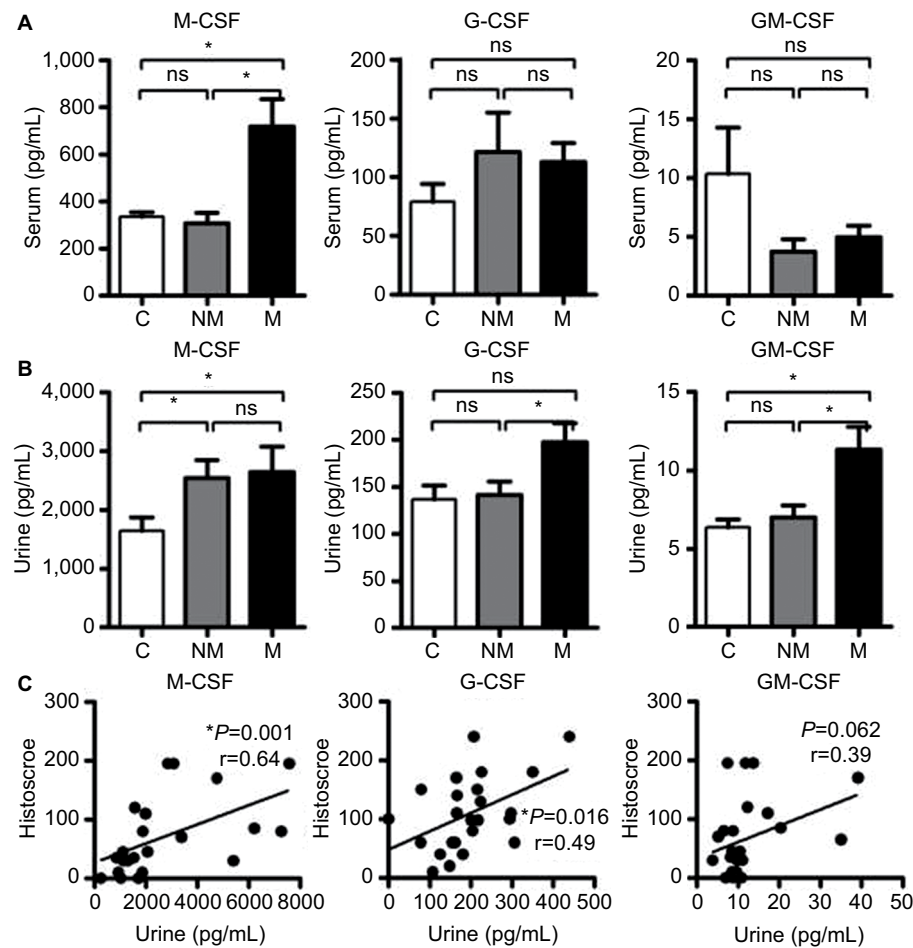 A
M-CSF
G-CSF
GM-CSF
Serum (pg/mL)
1,000
800
600
400
200
0
*
ns
*
C NM M
Serum (pg/mL)
200
150
100
50
0
ns
ns
ns
C NM M
Serum (pg/mL)
20
15
10
5
0
ns
ns
ns
C NM M
B
M-CSF
G-CSF
GM-CSF
Urine (pg/mL)
4,000
3,000
2,000
1,000
0
*
*
ns
C NM M
Urine (pg/mL)
250
200
150
100
50
0
ns
ns
*
C NM M
Urine (pg/mL)
15
10
5
0
*
ns
*
C NM M
C
M-CSF
G-CSF
GM-CSF
Histoscroe
300
200
100
0
*P=0.001
r=0.64
0 2000 4000 6000 8000
Urine (pg/mL)
Histoscroe
300
200
100
0
*P=0.016
r=0.49
0 100 200 300 400 500
Urine (pg/mL)
Histoscroe
300
200
100
0
P=0.062
r=0.39
0 10 20 30 40 50
Urine (pg/mL)